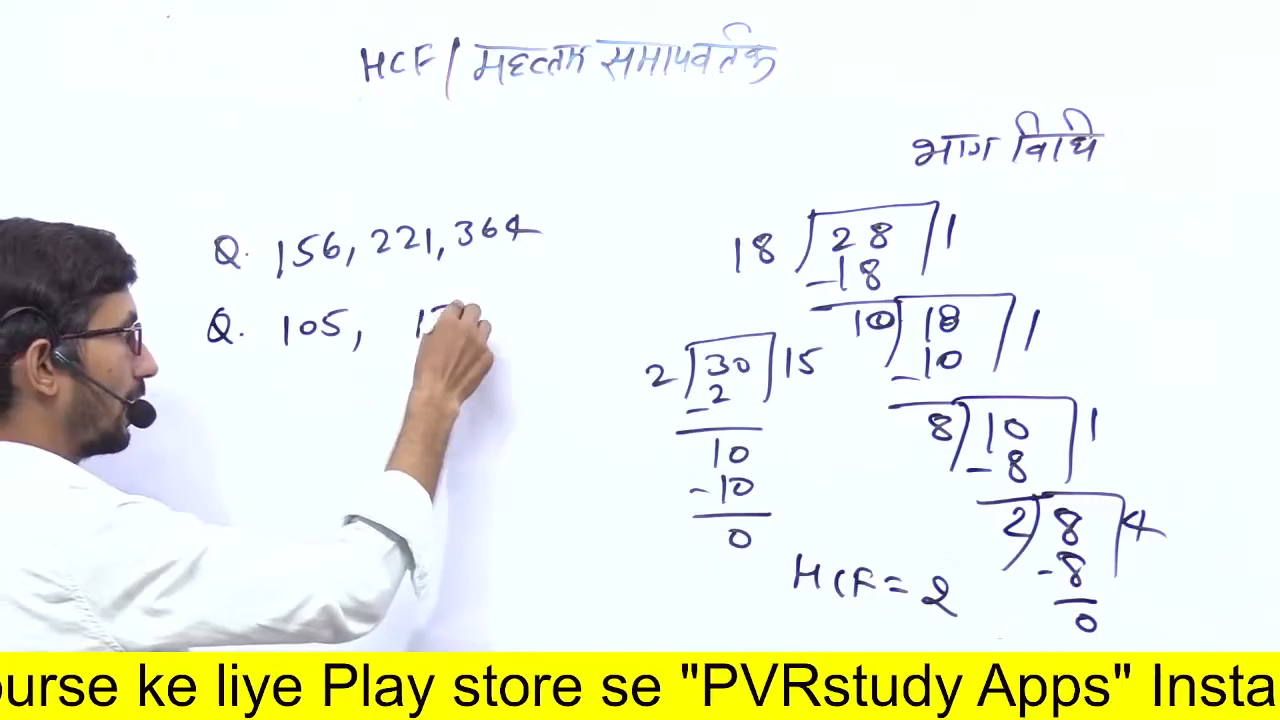 HCF / महत्तम समापवर्तक
भाग विधि
Q. 156, 221, 364
Q. 105,
18 ) 28 ( 1
-18
10 ) 18 ( 1
-10
8 ) 10 ( 1
-8
2 ) 8 ( 4
-8
0
2 ) 30 ( 15
-2
10
-10
0
HCF = 2
ourse ke liye Play store se "PVRstudy Apps" Insta